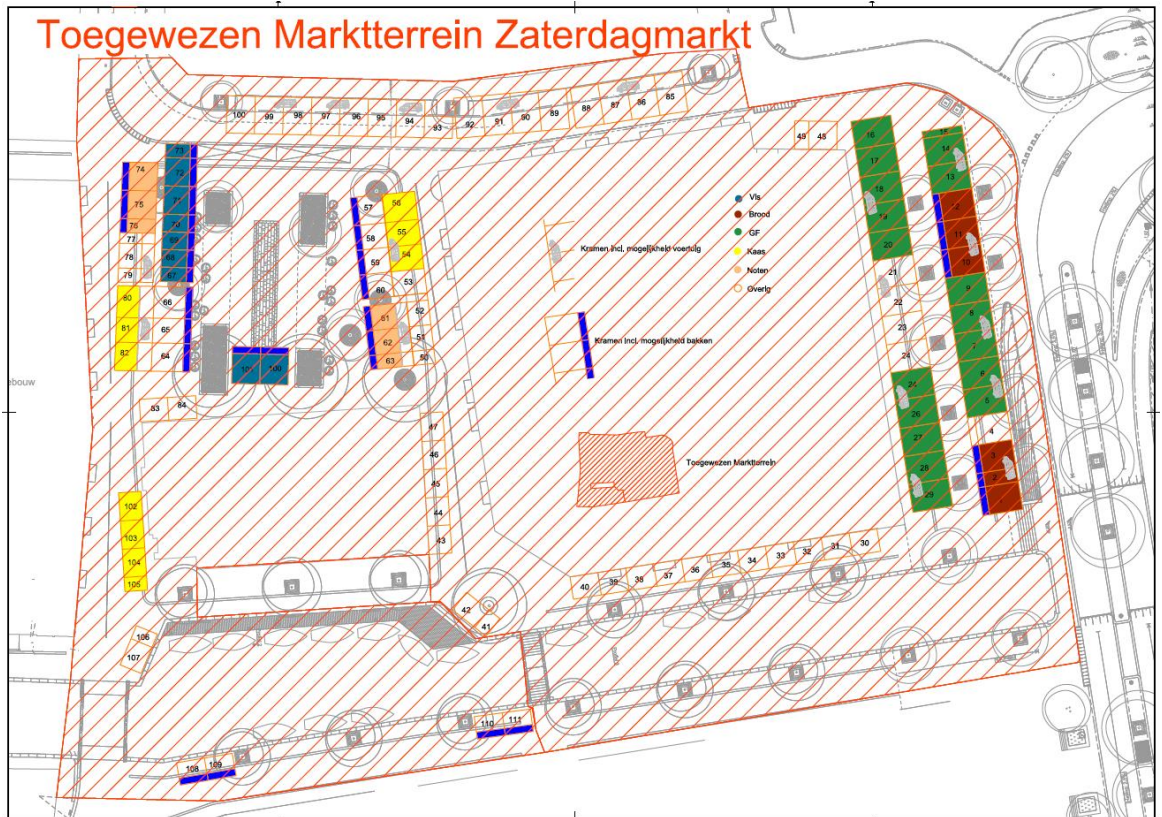 Toegewezen Marktterrein Zaterdagmarkt
100 99 98 97 96 95 94 93 92 91 90 89 88 87 86 85
49 48
16 17 18 19 20 21 22 23 24
26 27 28 29
15 14 13 12 11 10 9 8 7 6 5 4 3 2 1
74 75 76 77 78 79 80 81 82
73 72 71 70 69 68 67 66 65 64
57 58 59 60
56 55 54 53 52 51 50
62 63
Vis
Brood
GF
Kaas
Noten
Overig
Kramen incl. mogelijkheid voertuig
Kramen incl. mogelijkheid bakken
Toegewezen Marktterrein
ebouw
101 100
83 84
47 46 45 44 43
102 103 104 105
106 107
42 41
40 39 38 37 36 35 34 33 32 31 30
108 109
110 111